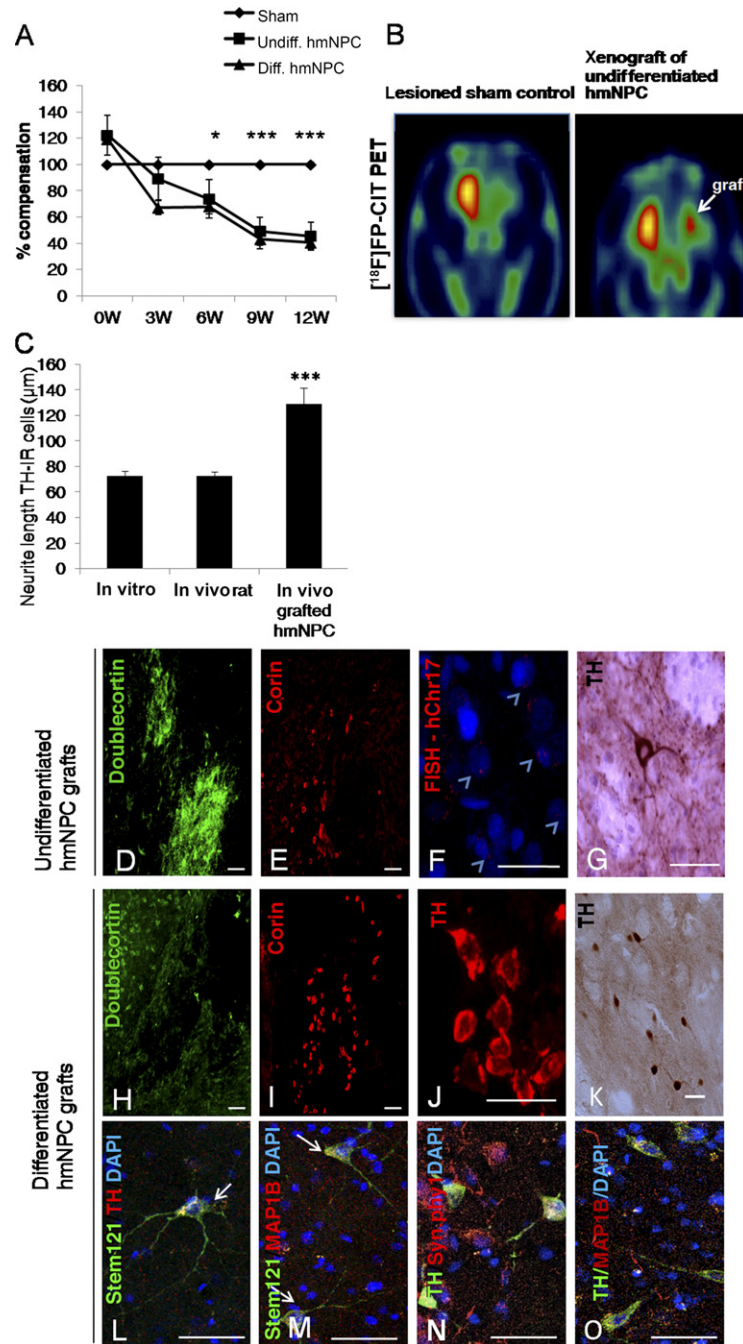 A
Sham
Undiff. hmNPC
Diff. hmNPC
% compensation
160
140
120
100
80
60
40
20
0
* *** ***
0W 3W 6W 9W 12W
B
Lesioned sham control
Xenograft of
undifferentiated
hmNPC
[18F]FP-CIT PET
graf
C
Neurite length TH-IR cells (µm)
160
140
120
100
80
60
40
20
0
***
In vitro
In vivo rat
In vivo
grafted
hmNPC
Undifferentiated
hmNPC grafts
Doublecortin
D
Corin
E
FISH - hChr17
F
TH
G
Differentiated
hmNPC grafts
Doublecortin
H
Corin
I
TH
J
TH
K
Stem121 TH DAPI
L
Stem121/MAP1B/DAPI
M
TH Syn-phy1/DAPI
N
TH/MAP1B/DAPI
O